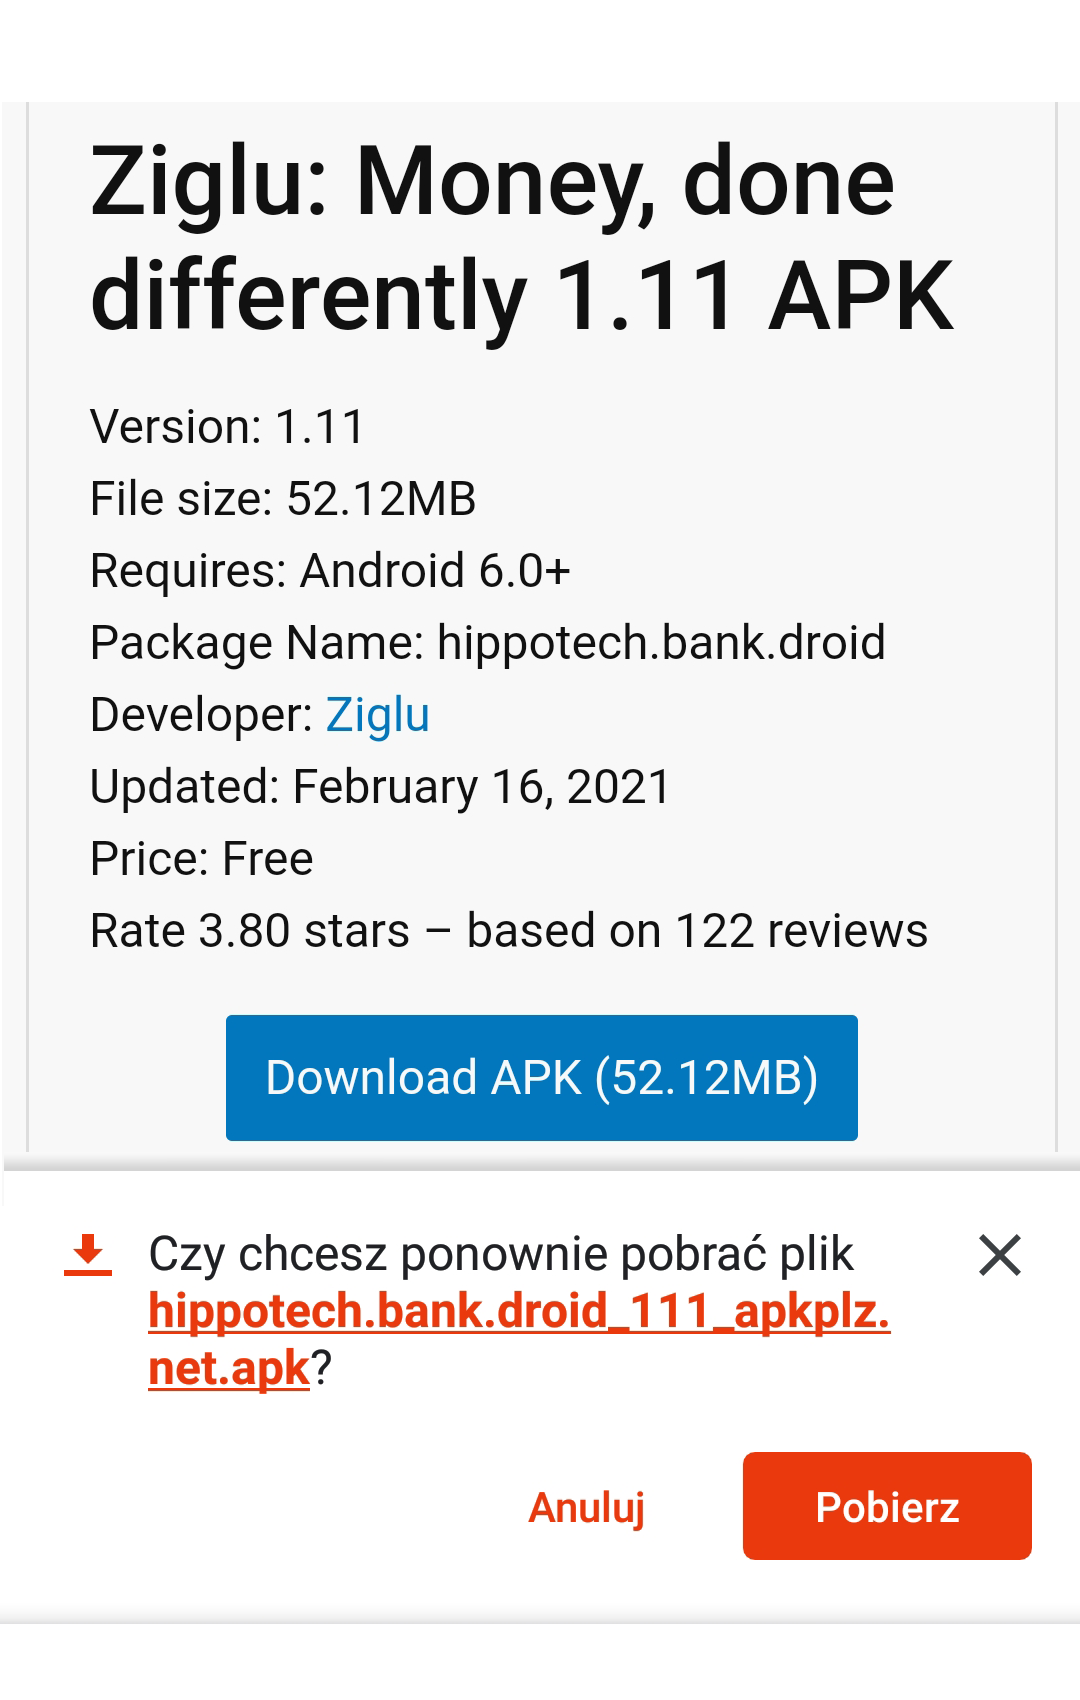 Ziglu: Money, done
differently 1.11 APK
Version: 1.11
File size: 52.12MB
Requires: Android 6.0+
Package Name: hippotech.bank.droid
Developer: Ziglu
Updated: February 16, 2021
Price: Free
Rate 3.80 stars – based on 122 reviews
Download APK (52.12MB)
Czy chcesz ponownie pobrać plik
hippotech.bank.droid_111_apkplz.
net.apk?
Anuluj
Pobierz